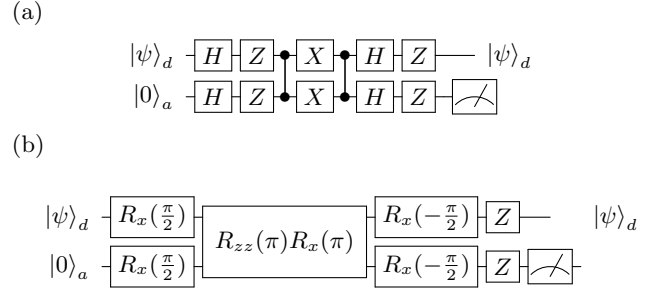 (a)
|ψ⟩_d H Z X H Z |ψ⟩_d
|0⟩_a H Z X H Z
(b)
|ψ⟩_d R_x(π/2) R_x(−π/2) Z |ψ⟩_d
R_zz(π)R_x(π)
|0⟩_a R_x(π/2) R_x(−π/2) Z